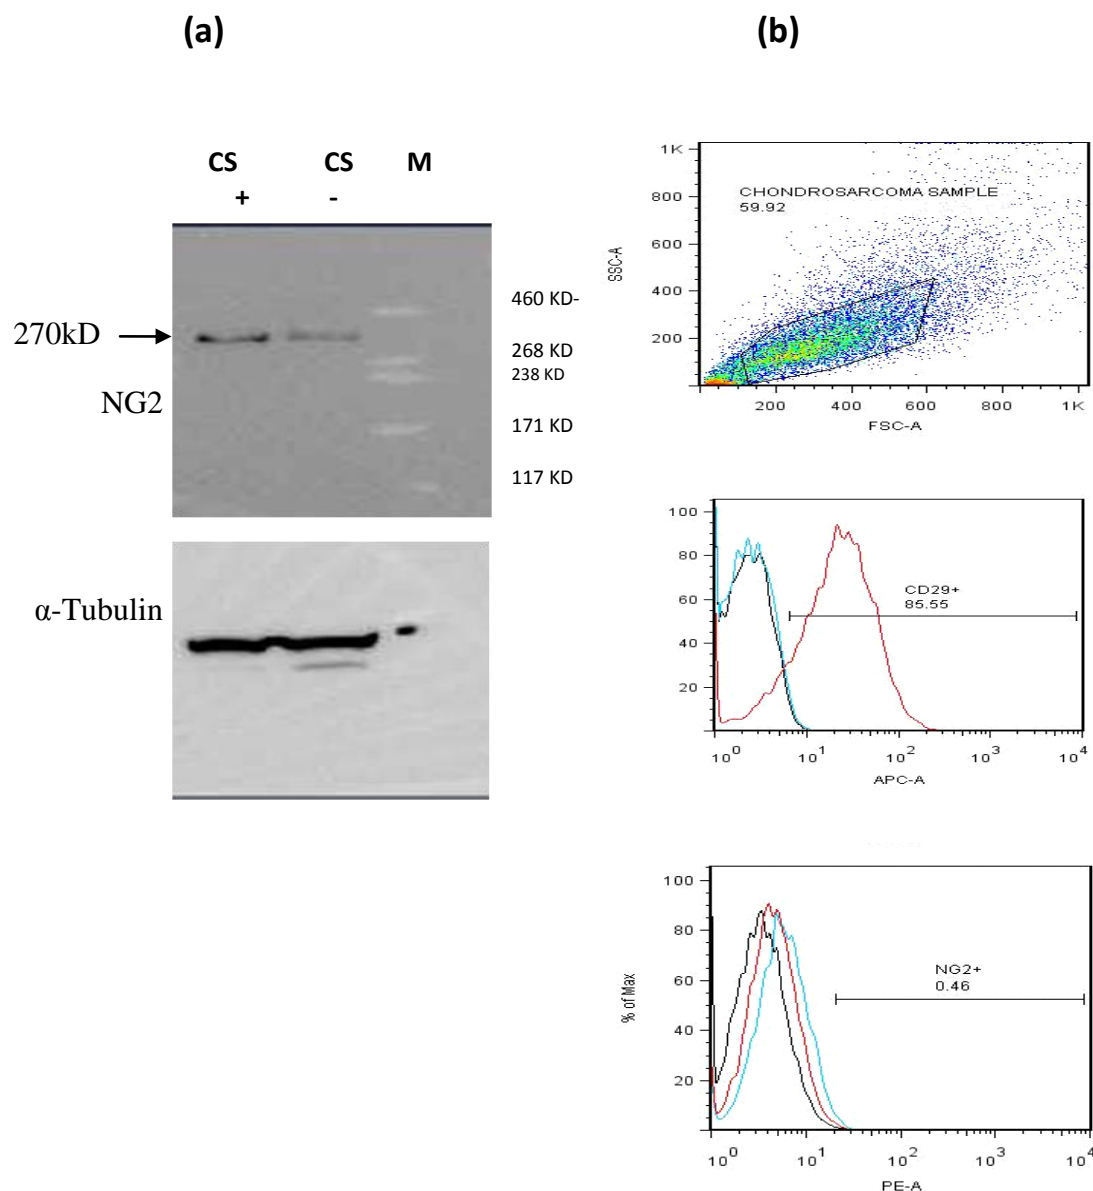 (a)
(b)
CS CS M
+ -
270kD
NG2
460 KD-
268 KD
238 KD
171 KD
117 KD
α-Tubulin
CHONDROSARCOMA SAMPLE
59.92
SSC-A
1K
800
600
400
200
200 400 600 800 1K
FSC-A
100
80
60
40
20
CD29+
85.55
10⁰ 10¹ 10² 10³ 10⁴
APC-A
% of Max
100
80
60
40
20
NG2+
0.46
10⁰ 10¹ 10² 10³ 10⁴
PE-A